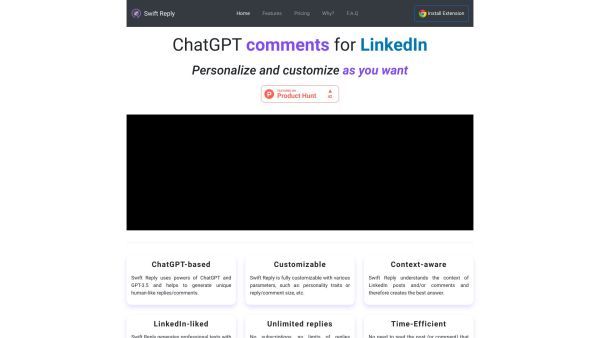 Swift Reply
Home Features Pricing Why? F.A.Q
Install Extension
ChatGPT comments for LinkedIn
Personalize and customize as you want
FEATURED ON
Product Hunt
ChatGPT-based
Swift Reply uses powers of ChatGPT and
GPT-3.5 and helps to generate unique
human-like replies/comments.
Customizable
Swift Reply is fully customizable with various
parameters, such as personality traits or
reply/comment size, etc.
Context-aware
Swift Reply understands the context of
LinkedIn posts and/or comments and
therefore creates the best answer.
LinkedIn-liked
Swift Reply generates professional texts with
Unlimited replies
No subscriptions, no limits of replies
Time-Efficient
No need to read the post (or comment) that